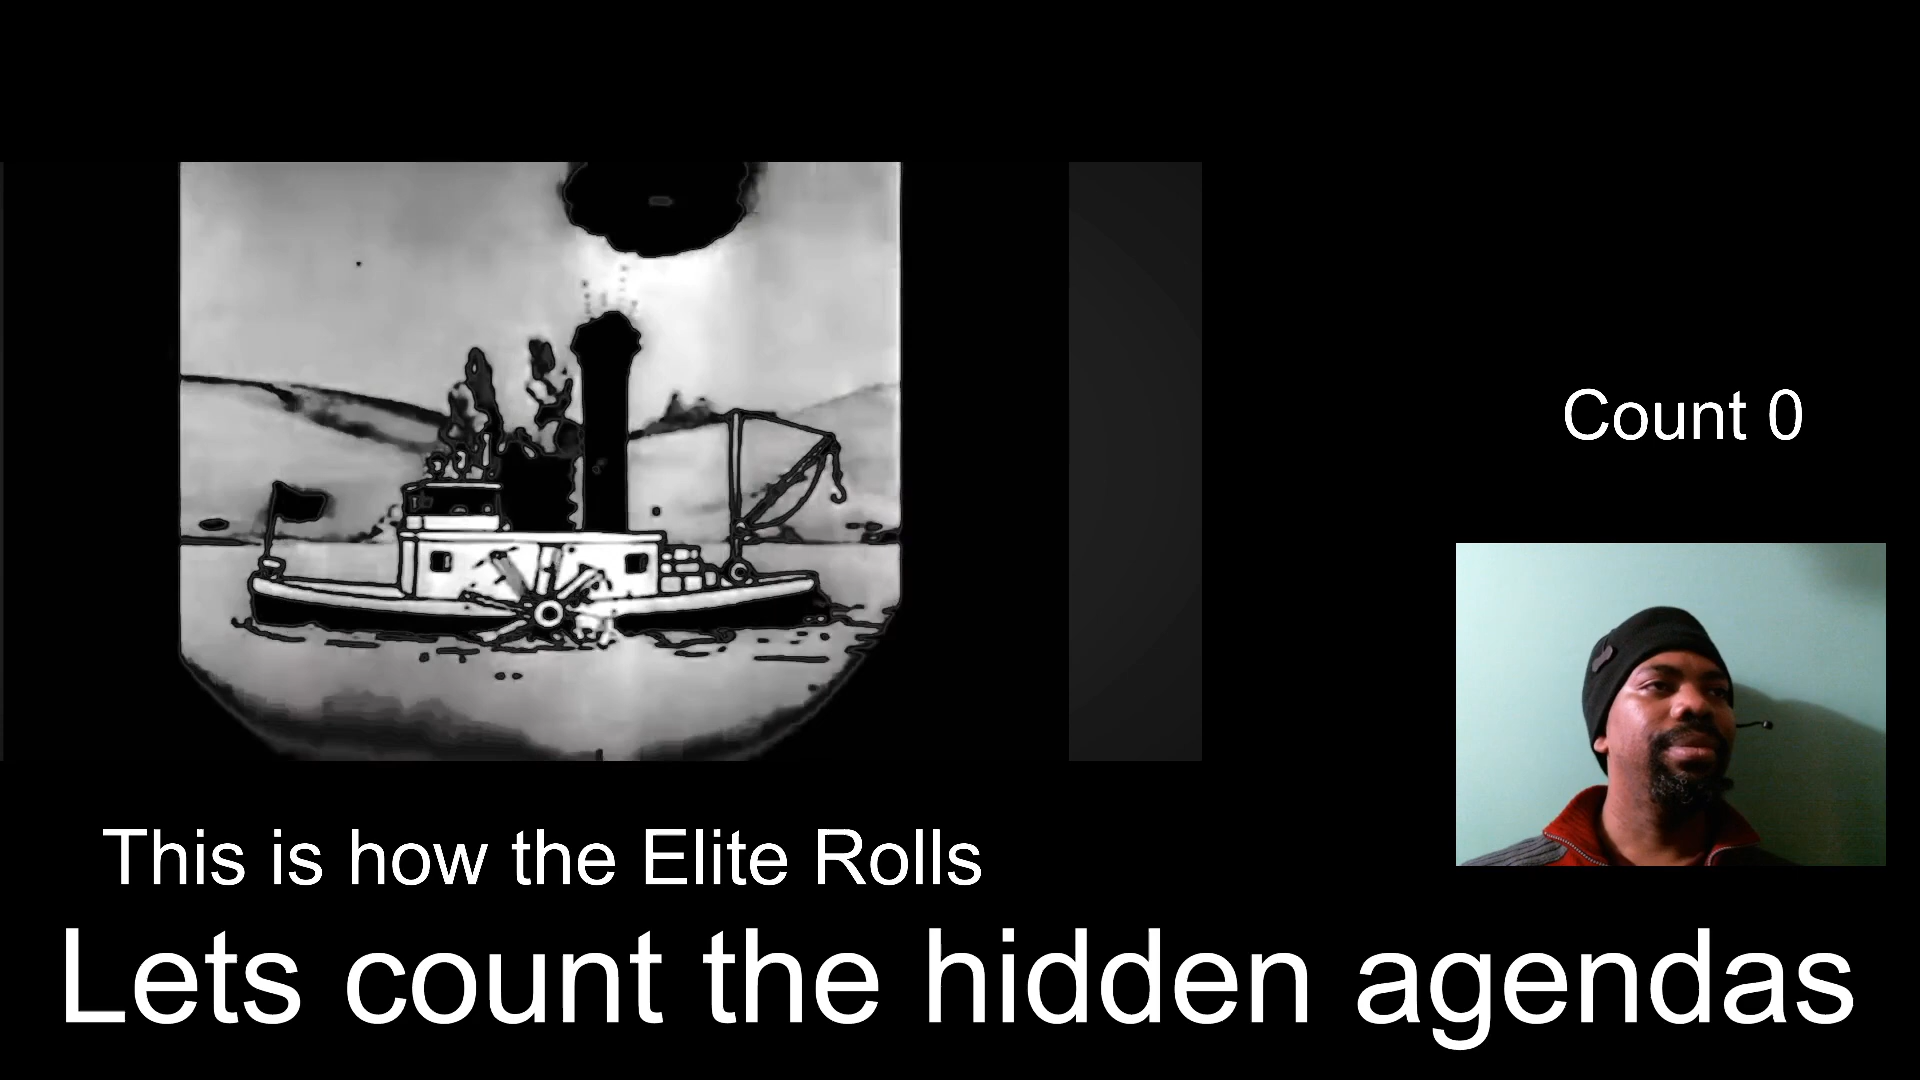 Count 0
This is how the Elite Rolls
Lets count the hidden agendas